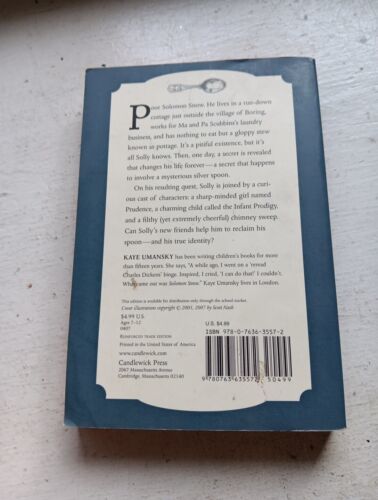 Poor Solomon Snow. He lives in a run-down
cottage just outside the village of Boring,
works for Ma and Pa Scubbins's laundry
business, and has nothing to eat but a gloppy stew
known as pottage. It's a pitiful existence, but it's
all Solly knows. Then, one day, a secret is revealed
that changes his life forever — a secret that happens
to involve a mysterious silver spoon.
On his resulting quest, Solly is joined by a curi-
ous cast of characters: a sharp-minded girl named
Prudence, a charming child called the Infant Prodigy,
and a filthy (yet extremely cheerful) chimney sweep.
Can Solly's new friends help him to reclaim his
spoon — and his true identity?
KAYE UMANSKY has been writing children's books for more
than fifteen years. She says, "A while ago, I went on a 'reread
Charles Dickens' binge. Inspired, I cried, 'I can do that!' I couldn't.
What came out was Solomon Snow." Kaye Umansky lives in London.
This edition is available for distribution only through the school market.
Cover illustration copyright © 2005, 2007 by Scott Nash
$4.99 US
Ages 7–12
0407
REINFORCED TRADE EDITION
Printed in the United States of America
www.candlewick.com
Candlewick Press
2067 Massachusetts Avenue
Cambridge, Massachusetts 02140
U.S. $4.99
ISBN 978-0-7636-3557-2
9 780763 635572
50499